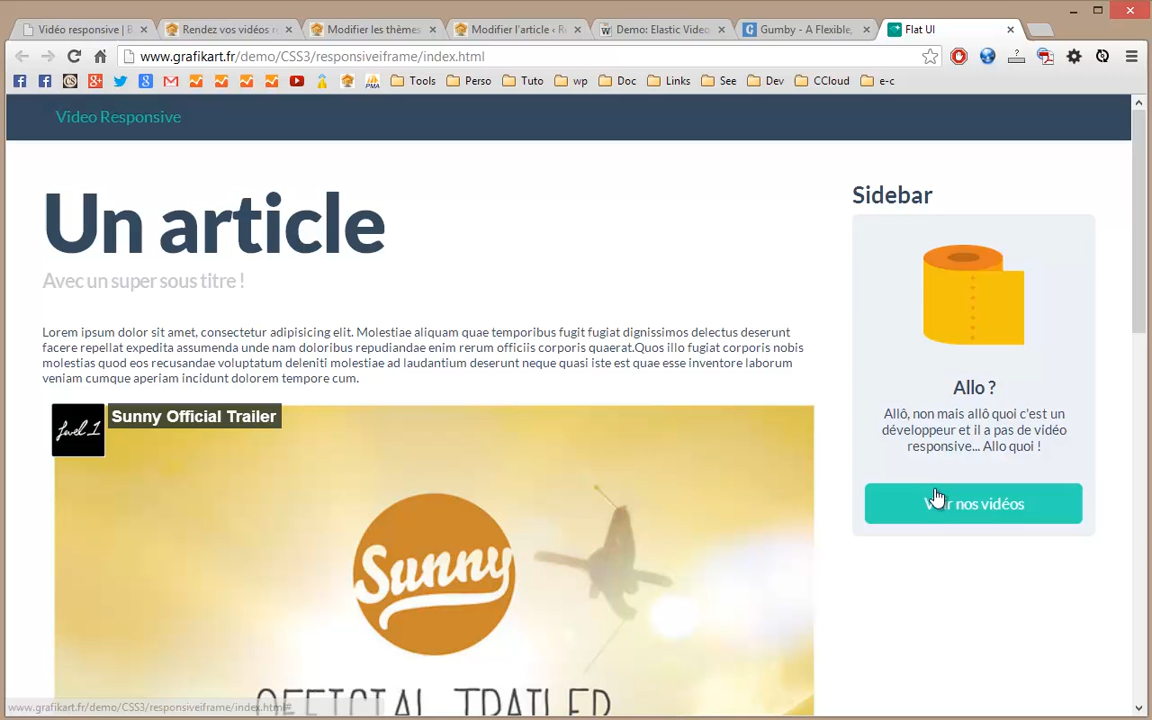 Vidéo responsive | B
Rendez vos vidéos r
Modifier les thèmes
Modifier l'article ‹ R
Demo: Elastic Video
Gumby - A Flexible,
Flat UI
www.grafikart.fr/demo/CSS3/responsiveiframe/index.html
Tools
Perso
Tuto
wp
Doc
Links
See
Dev
CCloud
e-c
Video Responsive
Un article
Avec un super sous titre !
Lorem ipsum dolor sit amet, consectetur adipisicing elit. Molestiae aliquam quae temporibus fugit fugiat dignissimos delectus deserunt
facere repellat expedita assumenda unde nam doloribus repudiandae enim rerum officiis corporis quaerat.Quos illo fugiat corporis nobis
molestias quod eos recusandae voluptatum deleniti molestiae ad laudantium deserunt neque quasi iste est quae esse inventore laborum
veniam cumque aperiam incidunt dolorem tempore cum.
level_1
Sunny Official Trailer
Sunny
OFFICIAL TRAILER
Sidebar
Allo ?
Allô, non mais allô quoi c'est un
développeur et il a pas de vidéo
responsive... Allo quoi !
nos vidéos
www.grafikart.fr/demo/CSS3/responsiveiframe/index.html#